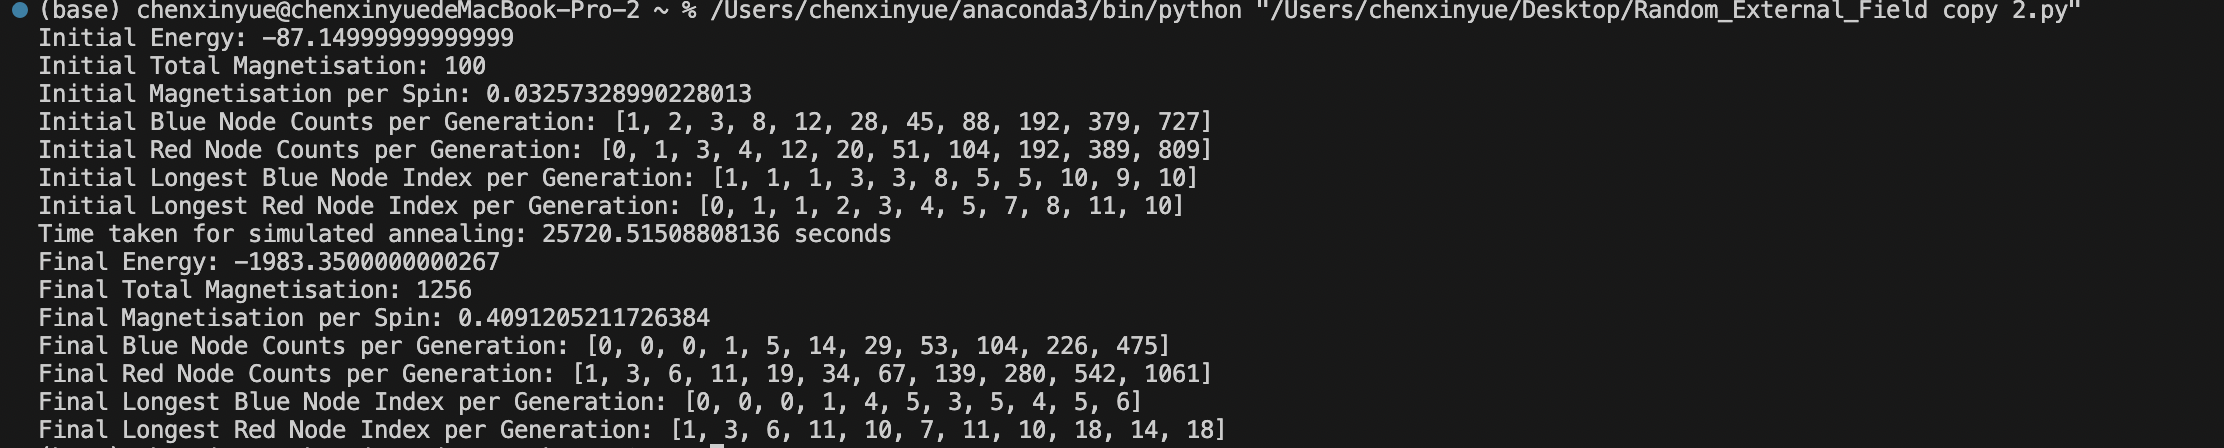 (base) chenxinyue@chenxinyuedeMacBook-Pro-2 ~ % /Users/chenxinyue/anaconda3/bin/python "/Users/chenxinyue/Desktop/Random_External_Field copy 2.py"
Initial Energy: -87.14999999999999
Initial Total Magnetisation: 100
Initial Magnetisation per Spin: 0.03257328990228013
Initial Blue Node Counts per Generation: [1, 2, 3, 8, 12, 28, 45, 88, 192, 379, 727]
Initial Red Node Counts per Generation: [0, 1, 3, 4, 12, 20, 51, 104, 192, 389, 809]
Initial Longest Blue Node Index per Generation: [1, 1, 1, 3, 3, 8, 5, 5, 10, 9, 10]
Initial Longest Red Node Index per Generation: [0, 1, 1, 2, 3, 4, 5, 7, 8, 11, 10]
Time taken for simulated annealing: 25720.51508808136 seconds
Final Energy: -1983.3500000000267
Final Total Magnetisation: 1256
Final Magnetisation per Spin: 0.4091205211726384
Final Blue Node Counts per Generation: [0, 0, 0, 1, 5, 14, 29, 53, 104, 226, 475]
Final Red Node Counts per Generation: [1, 3, 6, 11, 19, 34, 67, 139, 280, 542, 1061]
Final Longest Blue Node Index per Generation: [0, 0, 0, 1, 4, 5, 3, 5, 4, 5, 6]
Final Longest Red Node Index per Generation: [1, 3, 6, 11, 10, 7, 11, 10, 18, 14, 18]